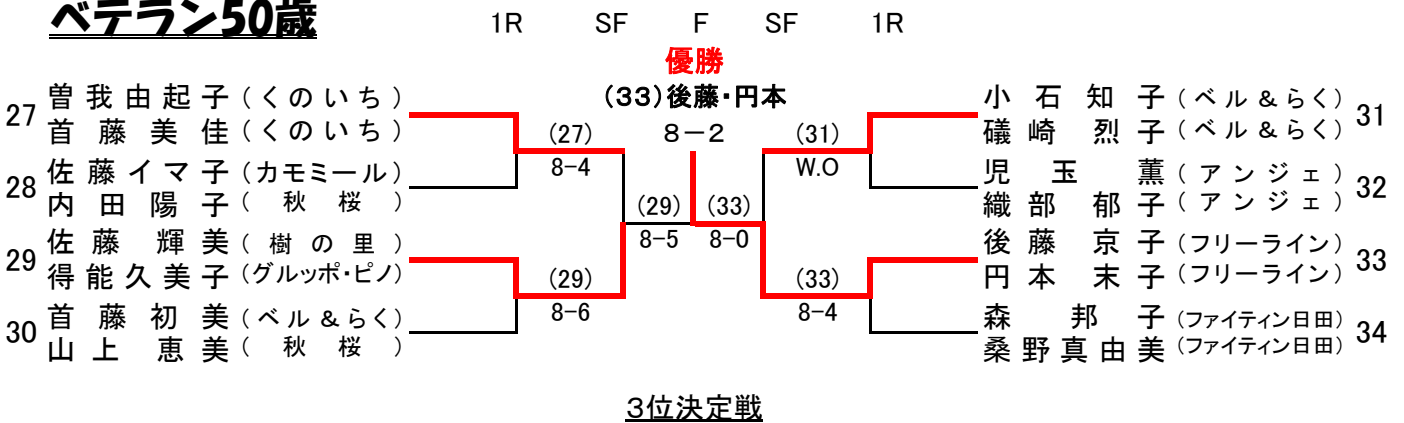 ベテラン50歳
1R SF F SF 1R
優勝
(33)後藤・円本
8－2
27
曽我由起子(くのいち)
首藤美佳(くのいち)
28
佐藤イマ子(カモミール)
内田陽子(秋桜)
29
佐藤輝美(樹の里)
得能久美子(グルッポ・ピノ)
30
首藤初美(ベル＆らく)
山上恵美(秋桜)
(27)
8-4
(29)
8-6
(29)
8-5
(33)
8-0
(31)
W.O
(33)
8-4
小石知子(ベル＆らく)
礒崎烈子(ベル＆らく)
31
児玉薫(アンジェ)
織部郁子(アンジェ)
32
後藤京子(フリーライン)
円本末子(フリーライン)
33
森邦子(ファイティン日田)
桑野真由美(ファイティン日田)
34
3位決定戦